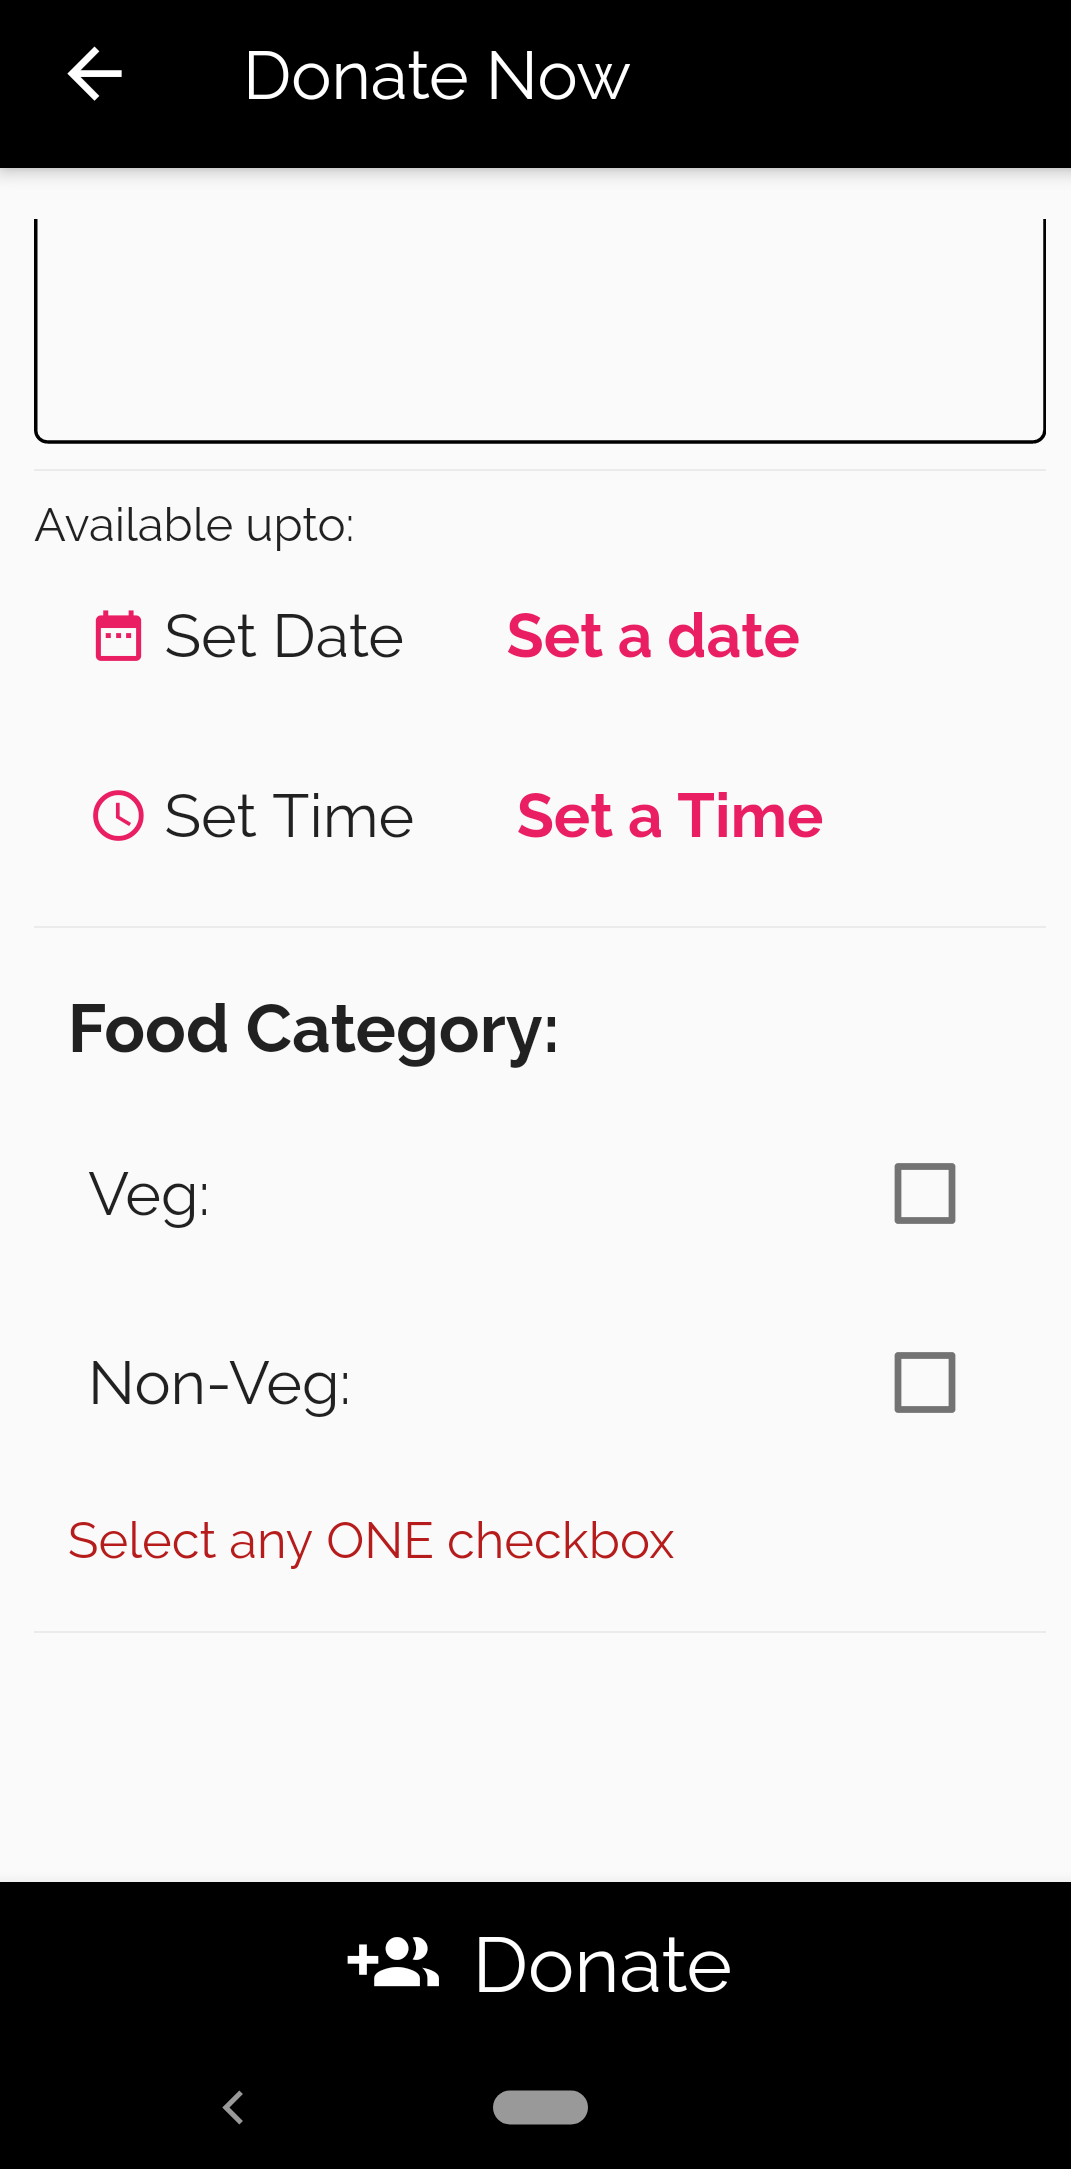 Donate Now
Available upto:
Set Date Set a date
Set Time Set a Time
Food Category:
Veg:
Non-Veg:
Select any ONE checkbox
Donate